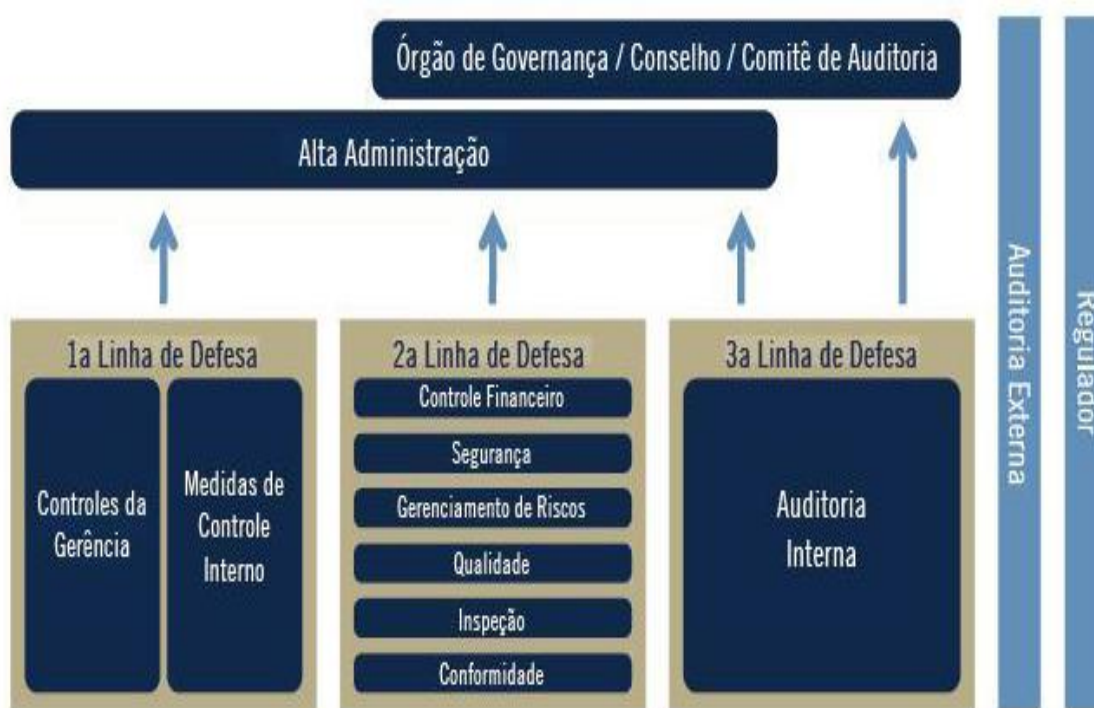 Órgão de Governança / Conselho / Comitê de Auditoria
Alta Administração
1a Linha de Defesa
Controles da
Gerência
Medidas de
Controle
Interno
2a Linha de Defesa
Controle Financeiro
Segurança
Gerenciamento de Riscos
Qualidade
Inspeção
Conformidade
3a Linha de Defesa
Auditoria
Interna
Auditoria Externa
Regulador